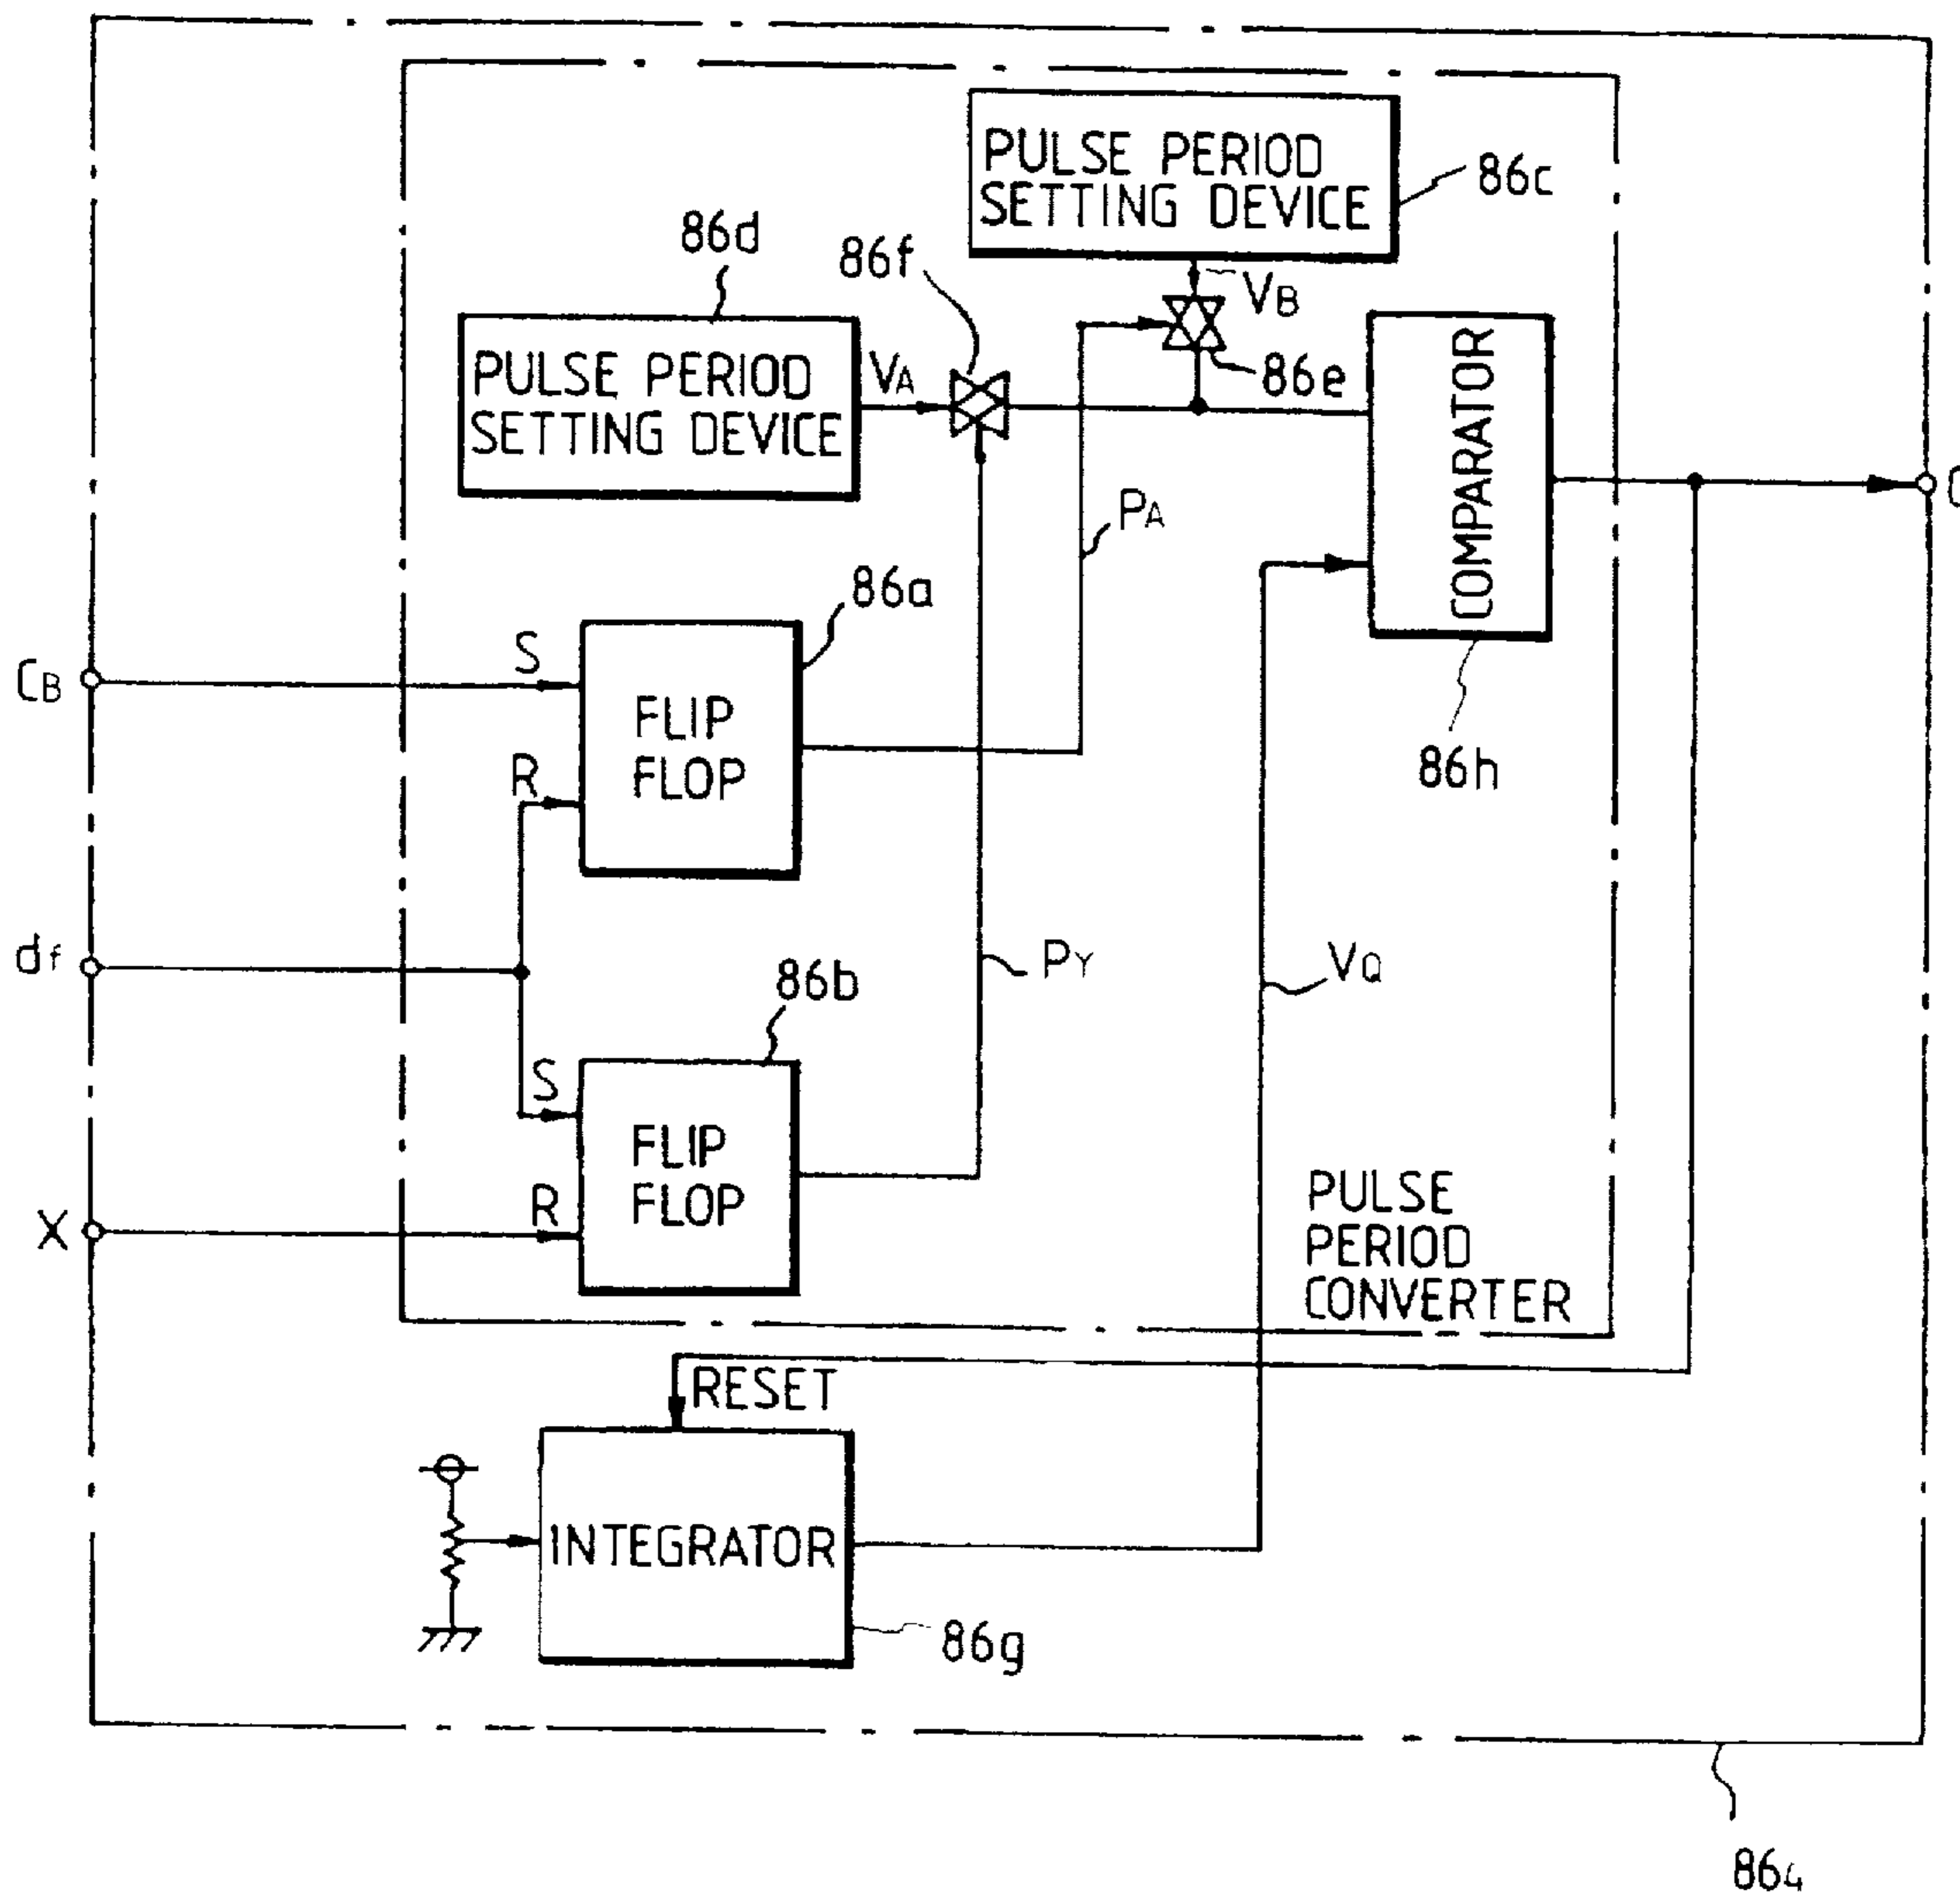 PULSE PERIOD
SETTING DEVICE
86c
86d
86f
VB
PULSE PERIOD
SETTING DEVICE
VA
86e
COMPARATOR
PA
86a
CB
S
FLIP
FLOP
R
86h
df
PY
VQ
86b
S
FLIP
FLOP
X
R
PULSE
PERIOD
CONVERTER
RESET
INTEGRATOR
86g
864